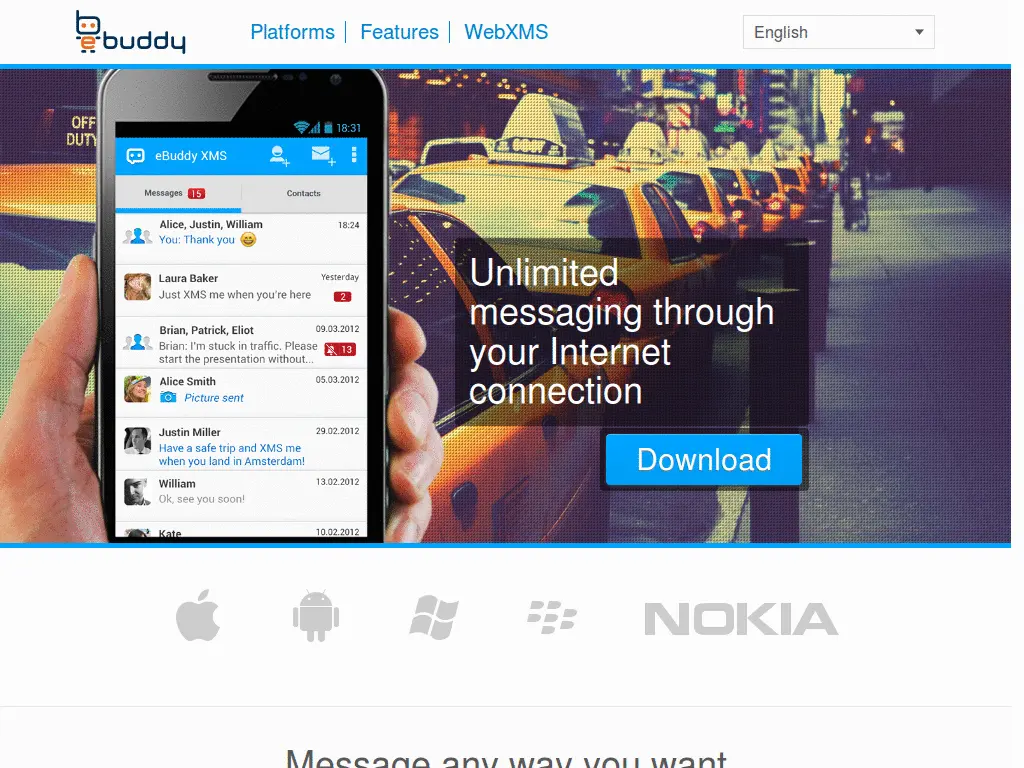 ebuddy
Platforms
Features
WebXMS
English
OFF
DUTY
18:31
eBuddy XMS
Messages 15
Contacts
Alice, Justin, William 18:24
You: Thank you
Laura Baker Yesterday
Just XMS me when you're here 2
Brian, Patrick, Eliot 09.03.2012
Brian: I'm stuck in traffic. Please
start the presentation without... 13
Alice Smith 05.03.2012
Picture sent
Justin Miller 29.02.2012
Have a safe trip and XMS me
when you land in Amsterdam!
William 13.02.2012
Ok, see you soon!
Kate 10.02.2012
Unlimited
messaging through
your Internet
connection
Download
NOKIA
Message any way you want